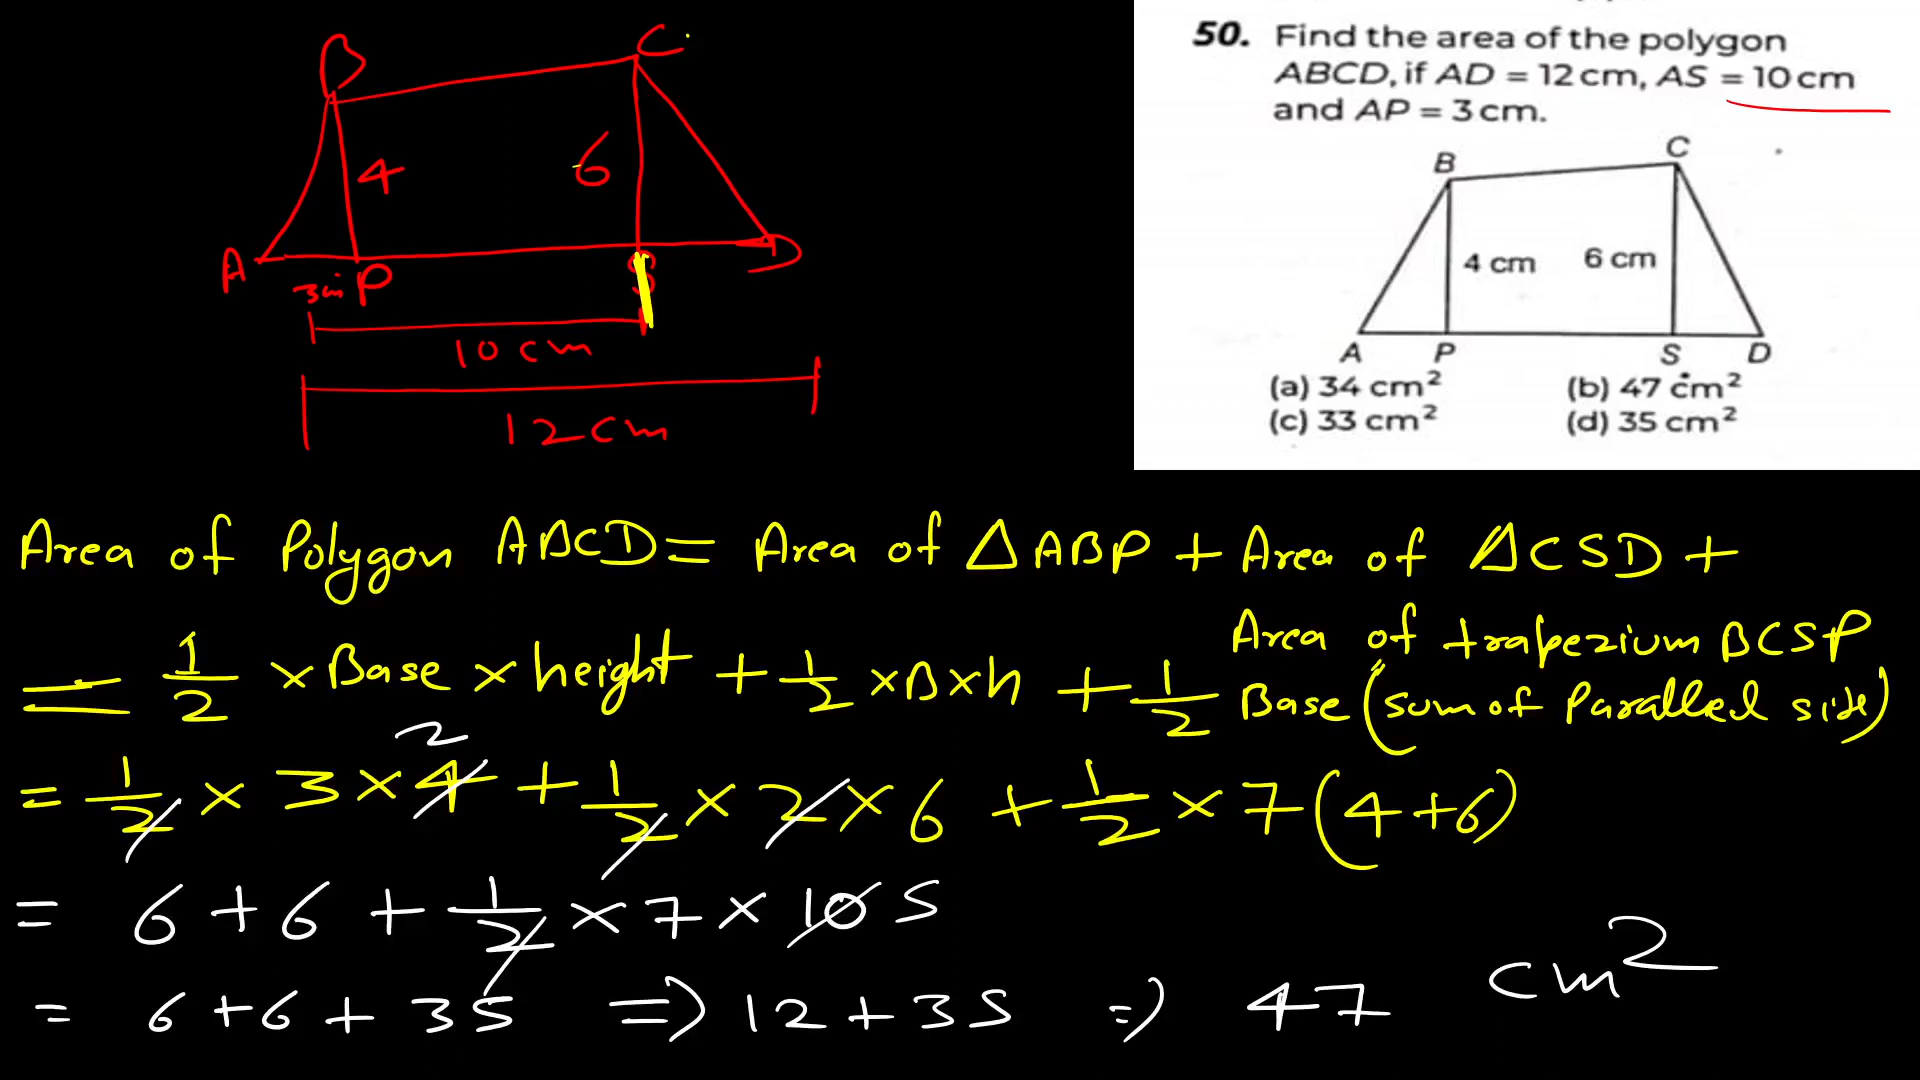 B
C
4
6
A
3cm P
S
D
10 cm
12 cm
50. Find the area of the polygon
ABCD, if AD = 12 cm, AS = 10 cm
and AP = 3 cm.
B
C
4 cm
6 cm
A P S D
(a) 34 cm² (b) 47 cm²
(c) 33 cm² (d) 35 cm²
Area of Polygon ABCD = Area of △ABP + Area of △CSD +
Area of trapezium BCSP
= 1/2 × Base × height + 1/2 × B × h + 1/2 Base (sum of Parallel side)
2
= 1/2 × 3 × 4 + 1/2 × 2 × 6 + 1/2 × 7 (4+6)
= 6 + 6 + 1/2 × 7 × 10 5
= 6 + 6 + 35 ⇒ 12 + 35 ⇒ 47 cm²